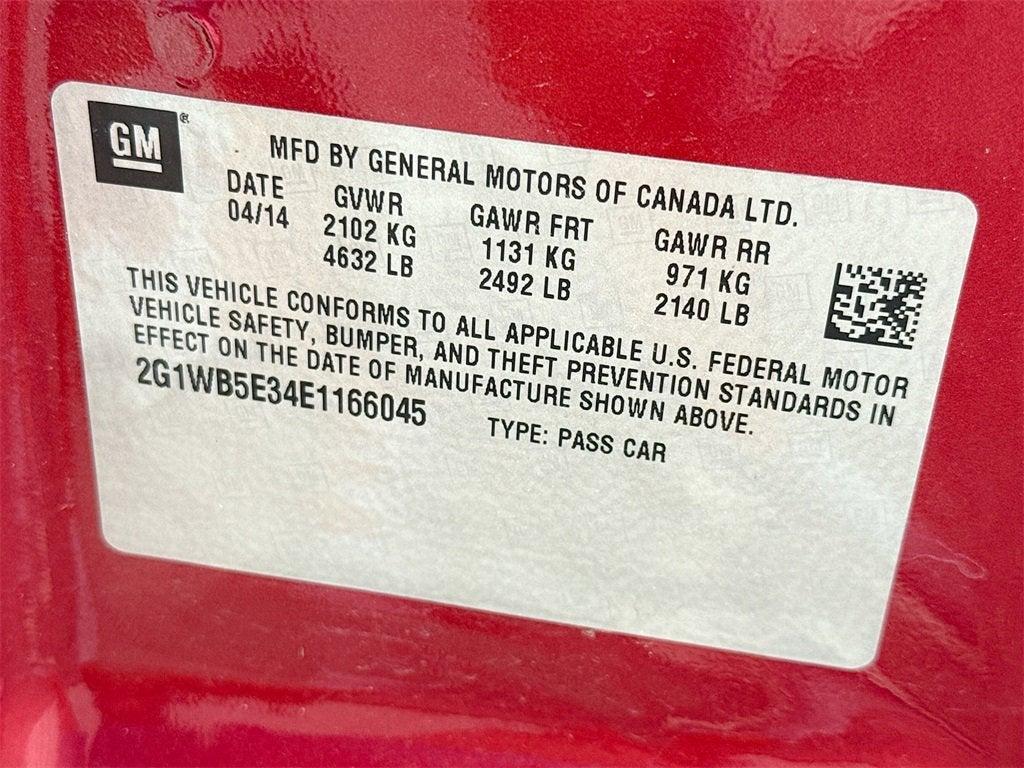 GM®
MFD BY GENERAL MOTORS OF CANADA LTD.
DATE GVWR GAWR FRT GAWR RR
04/14 2102 KG 1131 KG 971 KG
4632 LB 2492 LB 2140 LB
THIS VEHICLE CONFORMS TO ALL APPLICABLE U.S. FEDERAL MOTOR
VEHICLE SAFETY, BUMPER, AND THEFT PREVENTION STANDARDS IN
EFFECT ON THE DATE OF MANUFACTURE SHOWN ABOVE.
2G1WB5E34E1166045 TYPE: PASS CAR